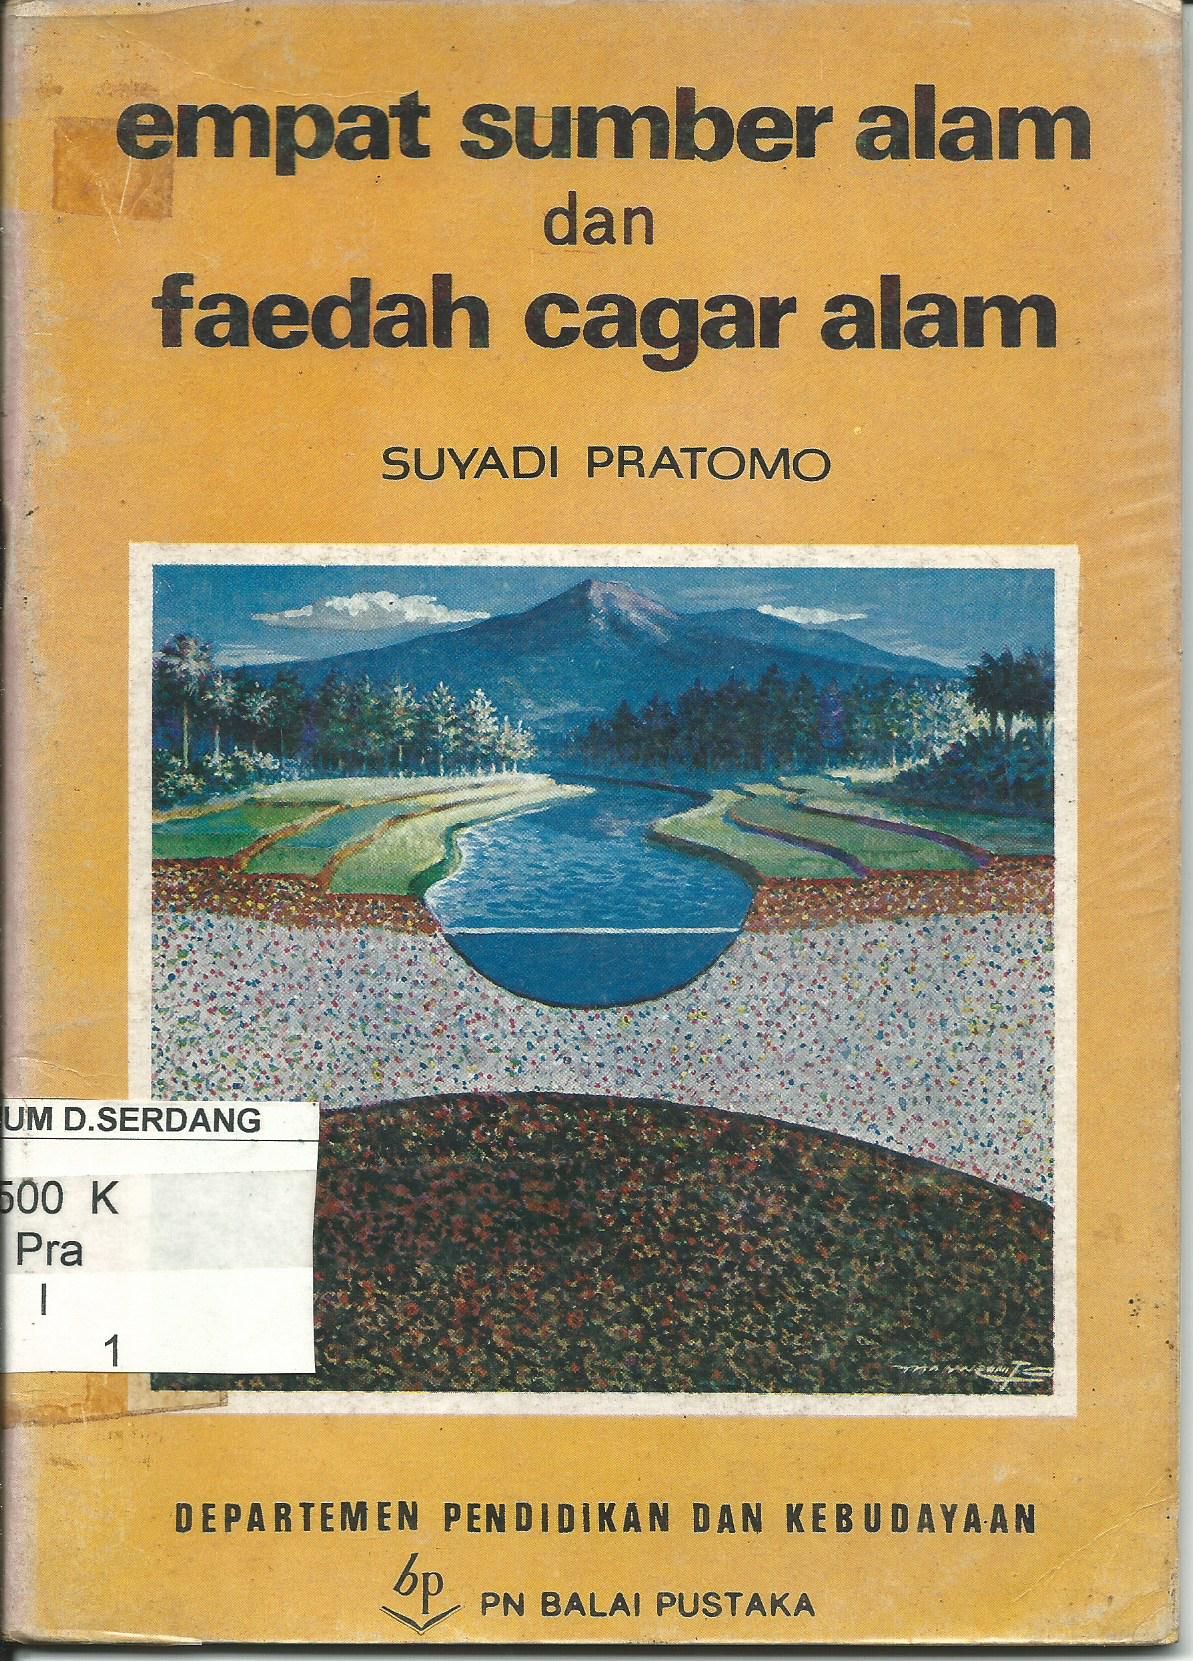 empat sumber alam
dan
faedah cagar alam
SUYADI PRATOMO
UM D.SERDANG
500 K
Pra
I
1
DEPARTEMEN PENDIDIKAN DAN KEBUDAYAAN
bp PN BALAI PUSTAKA